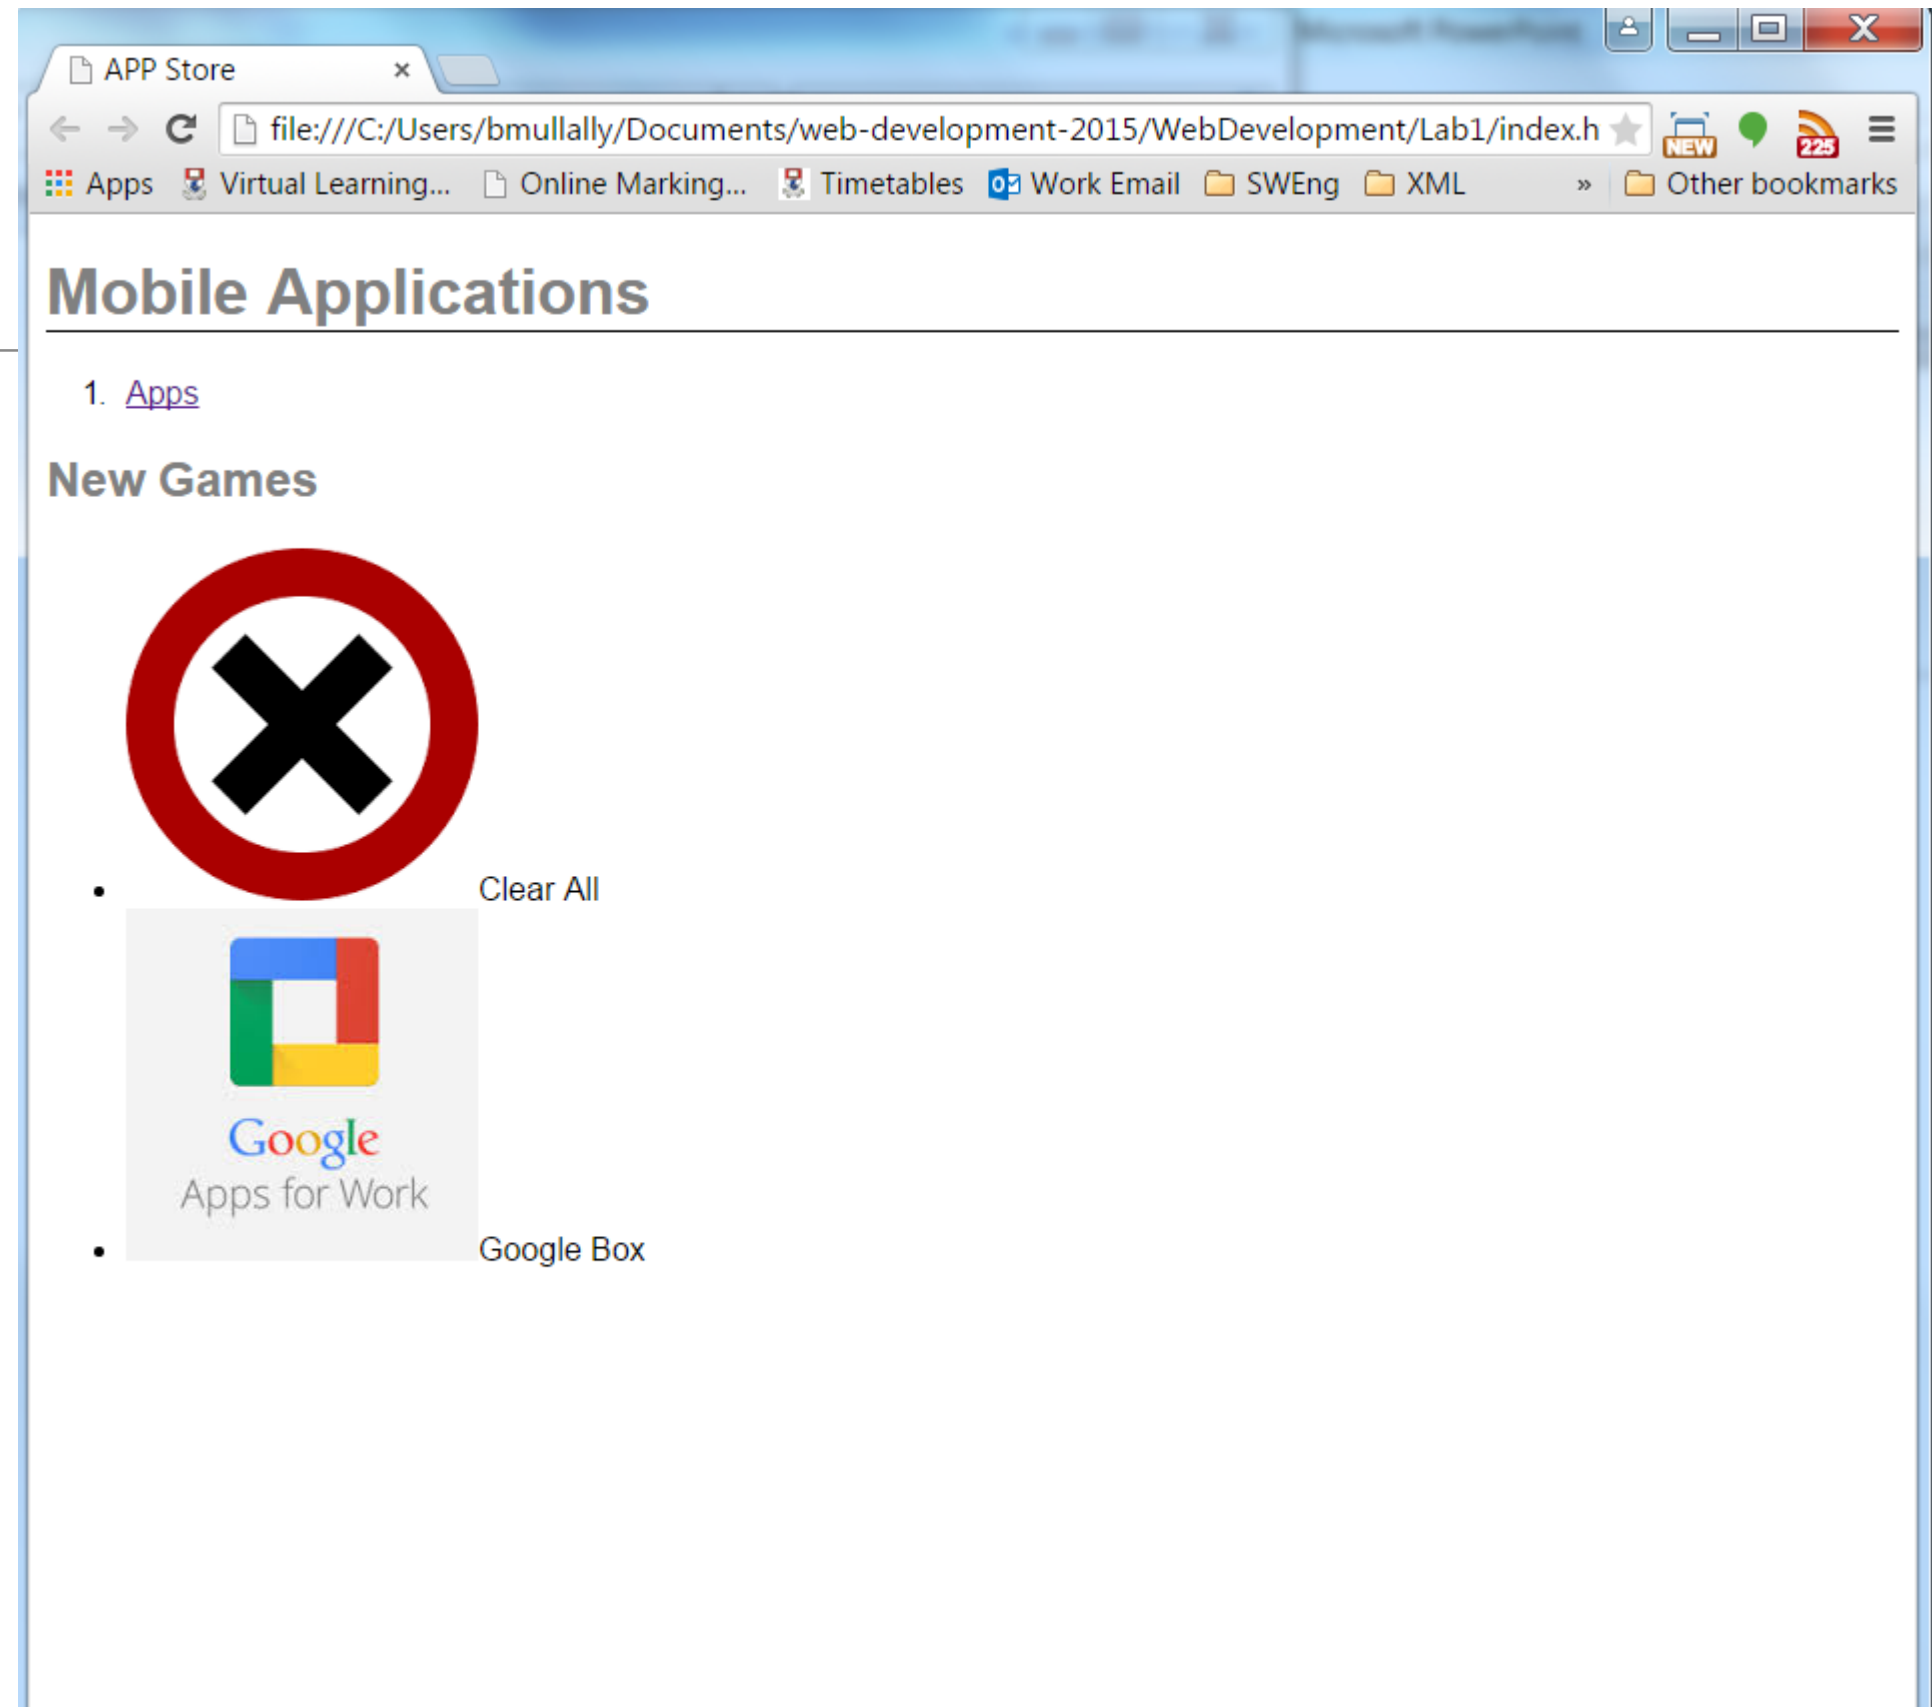 Microsoft PowerPoint
APP Store
file:///C:/Users/bmullally/Documents/web-development-2015/WebDevelopment/Lab1/index.h
NEW
225
Apps Virtual Learning... Online Marking... Timetables Work Email SWEng XML » Other bookmarks
Mobile Applications
1. Apps
New Games
Clear All
Google
Apps for Work
Google Box